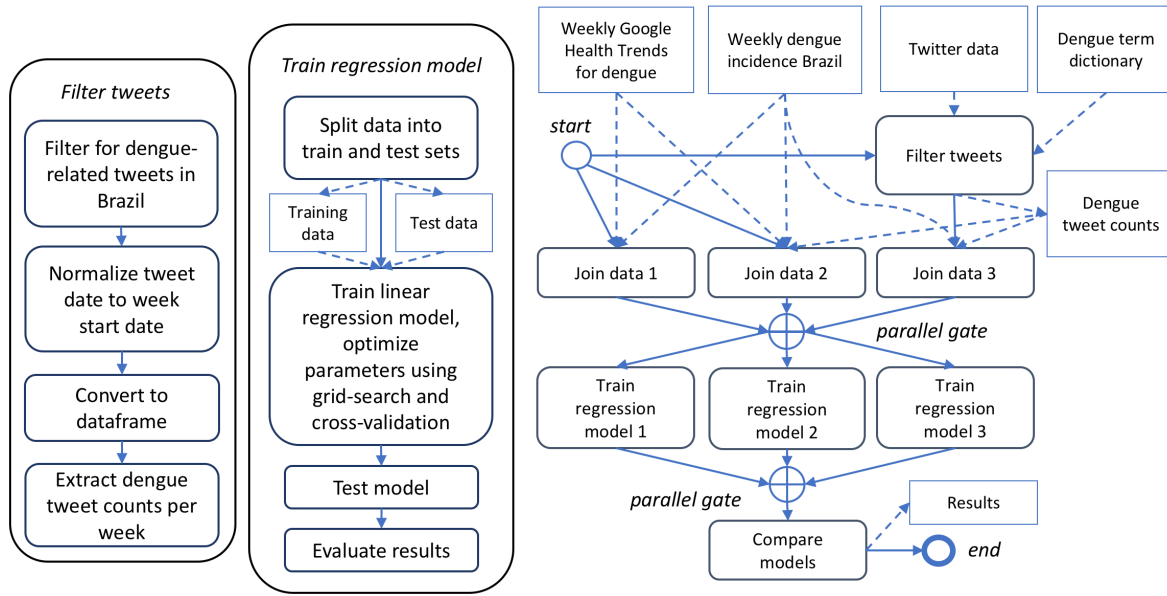 Filter tweets
Filter for dengue-
related tweets in
Brazil
Normalize tweet
date to week
start date
Convert to
dataframe
Extract dengue
tweet counts per
week
Train regression model
Split data into
train and test sets
Training
data
Test data
Train linear
regression model,
optimize
parameters using
grid-search and
cross-validation
Test model
Evaluate results
Weekly Google
Health Trends
for dengue
Weekly dengue
incidence Brazil
Twitter data
Dengue term
dictionary
start
Filter tweets
Dengue
tweet counts
Join data 1
Join data 2
Join data 3
parallel gate
Train
regression
model 1
Train
regression
model 2
Train
regression
model 3
parallel gate
Compare
models
Results
end